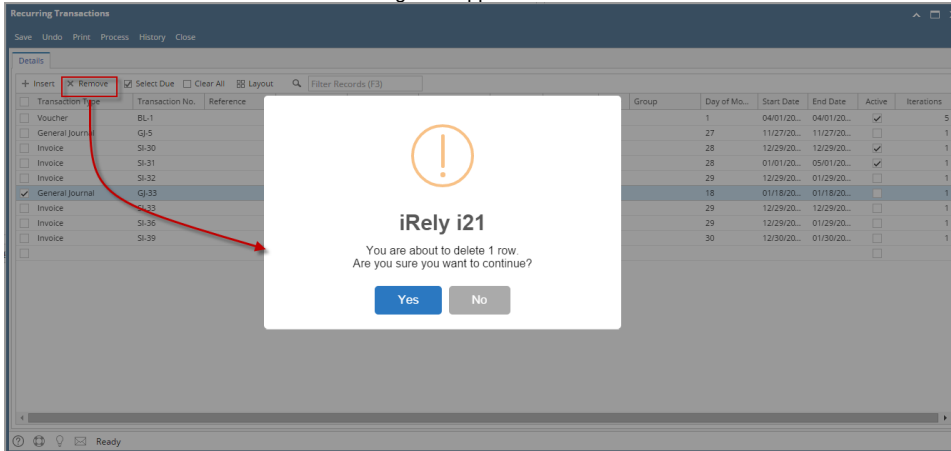 Recurring Transactions
Save Undo Print Process History Close
Details
Insert Remove Select Due Clear All Layout Filter Records (F3)
Transaction Type Transaction No. Reference Group Day of Mo... Start Date End Date Active Iterations
Voucher BL-1 1 04/01/20... 04/01/20... 5
General Journal GJ-5 27 11/27/20... 11/27/20... 1
Invoice SI-30 28 12/29/20... 12/29/20... 1
Invoice SI-31 28 01/01/20... 05/01/20... 1
Invoice SI-32 29 12/29/20... 01/29/20... 1
General Journal GJ-33 18 01/18/20... 01/18/20... 1
Invoice SI-33 29 12/29/20... 12/29/20... 1
Invoice SI-36 29 12/29/20... 01/29/20... 1
Invoice SI-39 30 12/30/20... 01/30/20... 1
iRely i21
You are about to delete 1 row.
Are you sure you want to continue?
Yes No
Ready